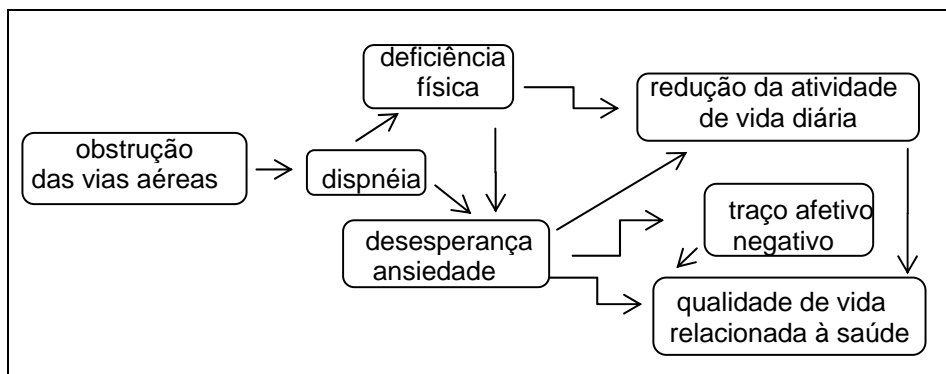 deficiência
física
redução da atividade
de vida diária
obstrução
das vias aéreas
dispnéia
traço afetivo
negativo
desesperança
ansiedade
qualidade de vida
relacionada à saúde